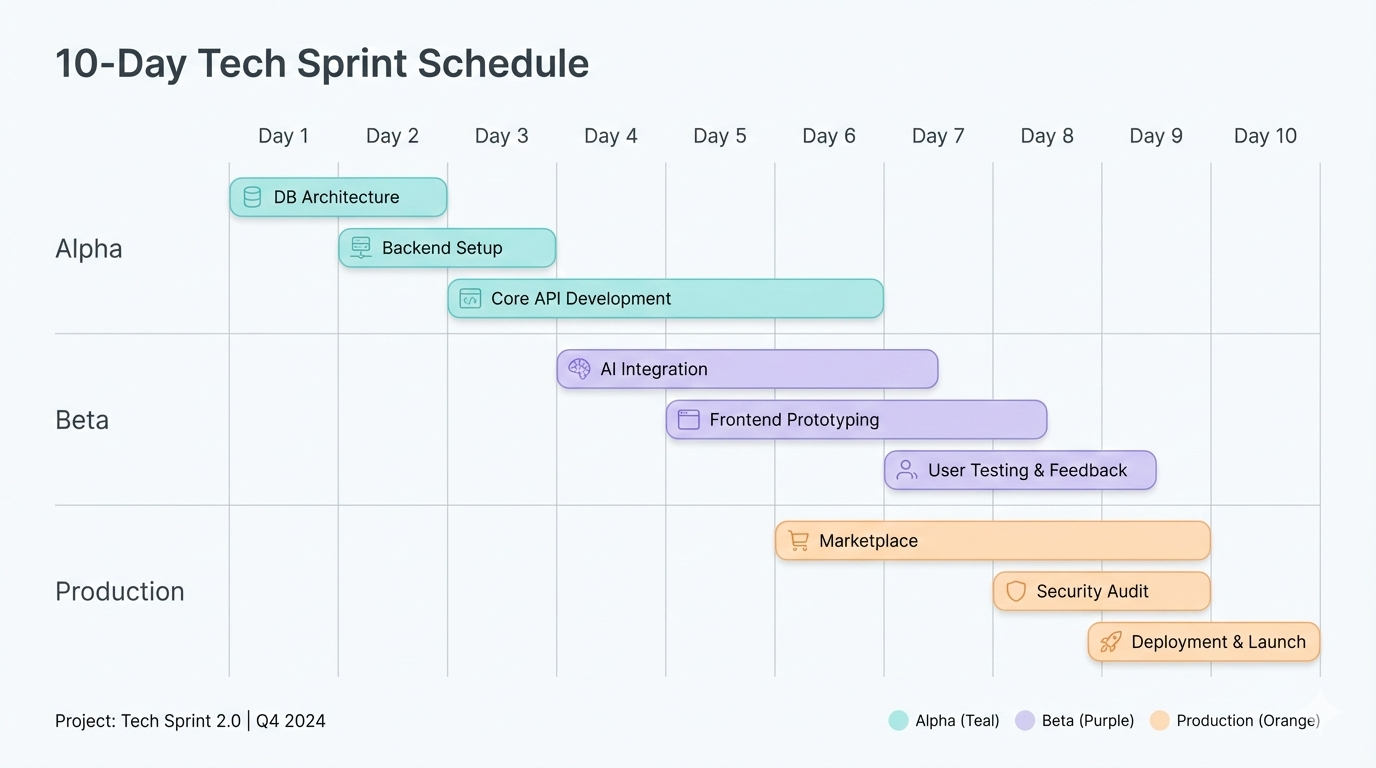 10-Day Tech Sprint Schedule
Day 1 Day 2 Day 3 Day 4 Day 5 Day 6 Day 7 Day 8 Day 9 Day 10
Alpha
DB Architecture
Backend Setup
Core API Development
Beta
AI Integration
Frontend Prototyping
User Testing & Feedback
Production
Marketplace
Security Audit
Deployment & Launch
Project: Tech Sprint 2.0 | Q4 2024
Alpha (Teal) Beta (Purple) Production (Orange)